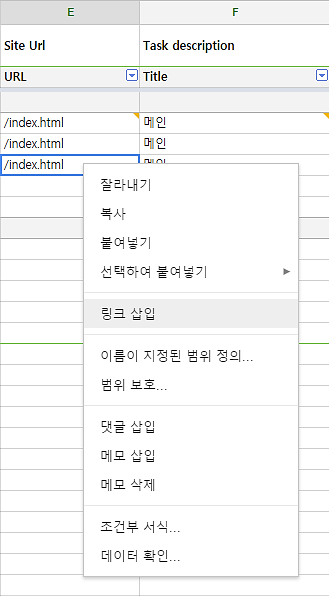 E F
Site Url Task description
URL Title
/index.html 메인
/index.html 메인
/index.html 메인
잘라내기
복사
붙여넣기
선택하여 붙여넣기
링크 삽입
이름이 지정된 범위 정의...
범위 보호...
댓글 삽입
메모 삽입
메모 삭제
조건부 서식...
데이터 확인...